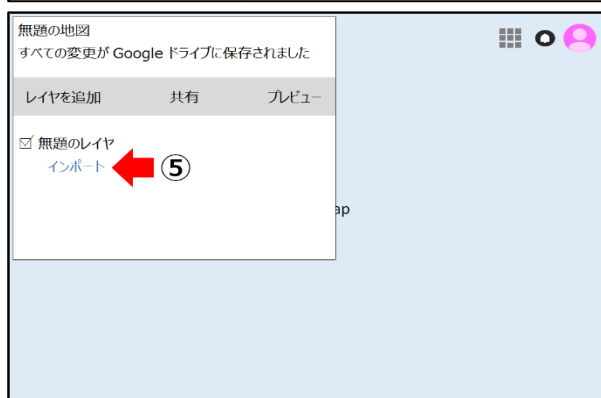 無題の地図
すべての変更が Google ドライブに保存されました
レイヤを追加 共有 プレビュー
☑ 無題のレイヤ
インポート ⑤
ap